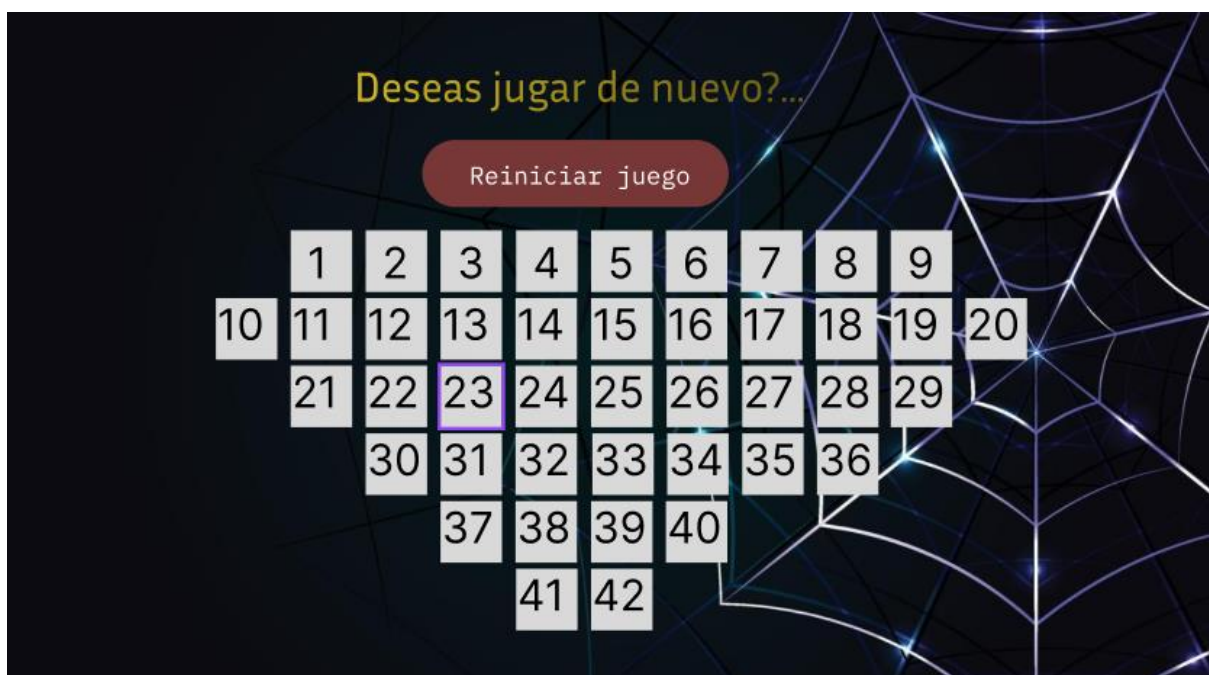 Deseas jugar de nuevo?...
Reiniciar juego
1 2 3 4 5 6 7 8 9
10 11 12 13 14 15 16 17 18 19 20
21 22 23 24 25 26 27 28 29
30 31 32 33 34 35 36
37 38 39 40
41 42